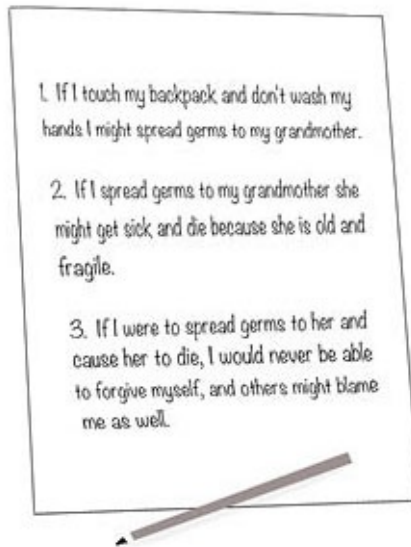 1. If I touch my backpack and don't wash my
hands I might spread germs to my grandmother.
2. If I spread germs to my grandmother she
might get sick and die because she is old and
fragile.
3. If I were to spread germs to her and
cause her to die, I would never be able
to forgive myself, and others might blame
me as well.